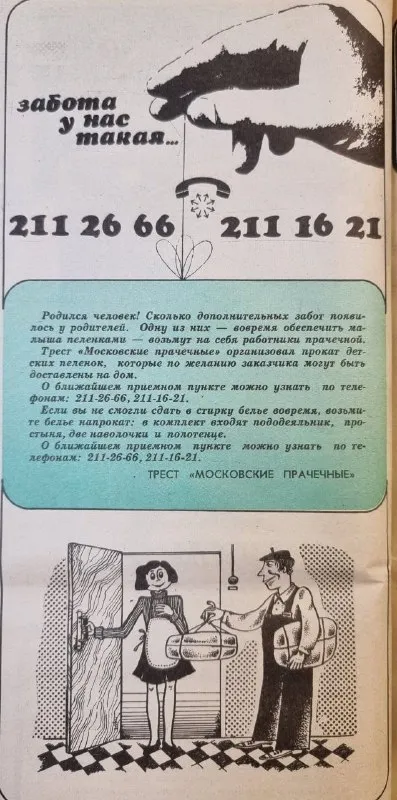 забота
у нас
такая...
211 26 66 211 16 21
Родился человек! Сколько дополнительных забот появи-
лось у родителей. Одну из них — вовремя обеспечить ма-
лыша пеленками — возьмут на себя работники прачечной.
Трест «Московские прачечные» организовал прокат дет-
ских пеленок, которые по желанию заказчика могут быть
доставлены на дом.
О ближайшем приемном пункте можно узнать по теле-
фонам: 211-26-66, 211-16-21.
Если вы не смогли сдать в стирку белье вовремя, возьми-
те белье напрокат: в комплект входят пододеяльник, про-
стыня, две наволочки и полотенце.
О ближайшем приемном пункте можно узнать по те-
лефонам: 211-26-66, 211-16-21.
ТРЕСТ «МОСКОВСКИЕ ПРАЧЕЧНЫЕ»